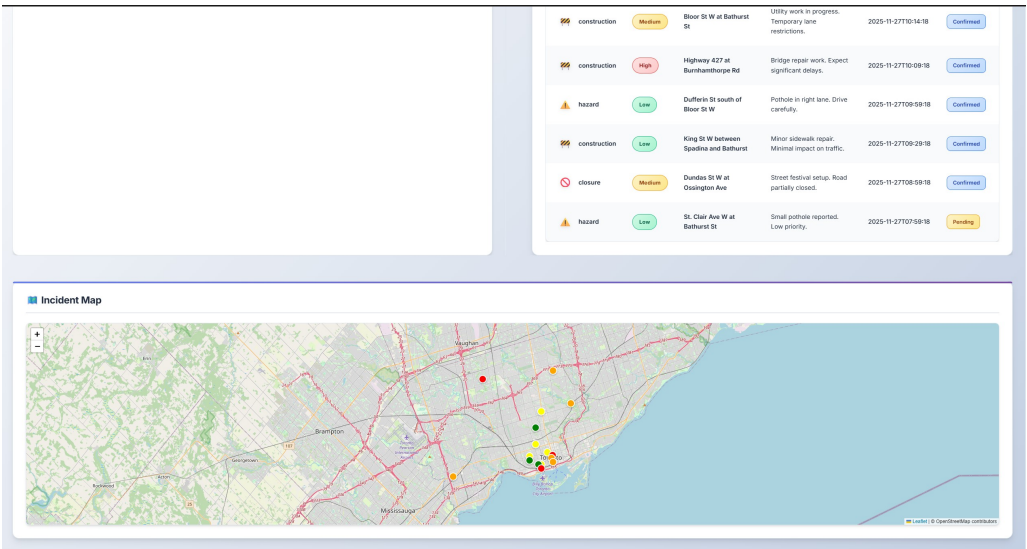 Utility work in progress.
construction Medium Bloor St W at Bathurst Temporary lane 2025-11-27T10:14:18 Confirmed
St restrictions.
Highway 427 at Bridge repair work. Expect
construction High 2025-11-27T10:09:18 Confirmed
Burnhamthorpe Rd significant delays.
Dufferin St south of Pothole in right lane. Drive
hazard Low 2025-11-27T09:59:18 Confirmed
Bloor St W carefully.
King St W between Minor sidewalk repair.
construction Low 2025-11-27T09:29:18 Confirmed
Spadina and Bathurst Minimal impact on traffic.
Dundas St W at Street festival setup. Road
closure Medium 2025-11-27T08:59:18 Confirmed
Ossington Ave partially closed.
St. Clair Ave W at Small pothole reported.
hazard Low 2025-11-27T07:59:18 Pending
Bathurst St Low priority.
Incident Map
+
−
Vaughan
Erin
Brampton
Georgetown
Acton
Rockwood
25
Mississauga
Leaflet | © OpenStreetMap contributors